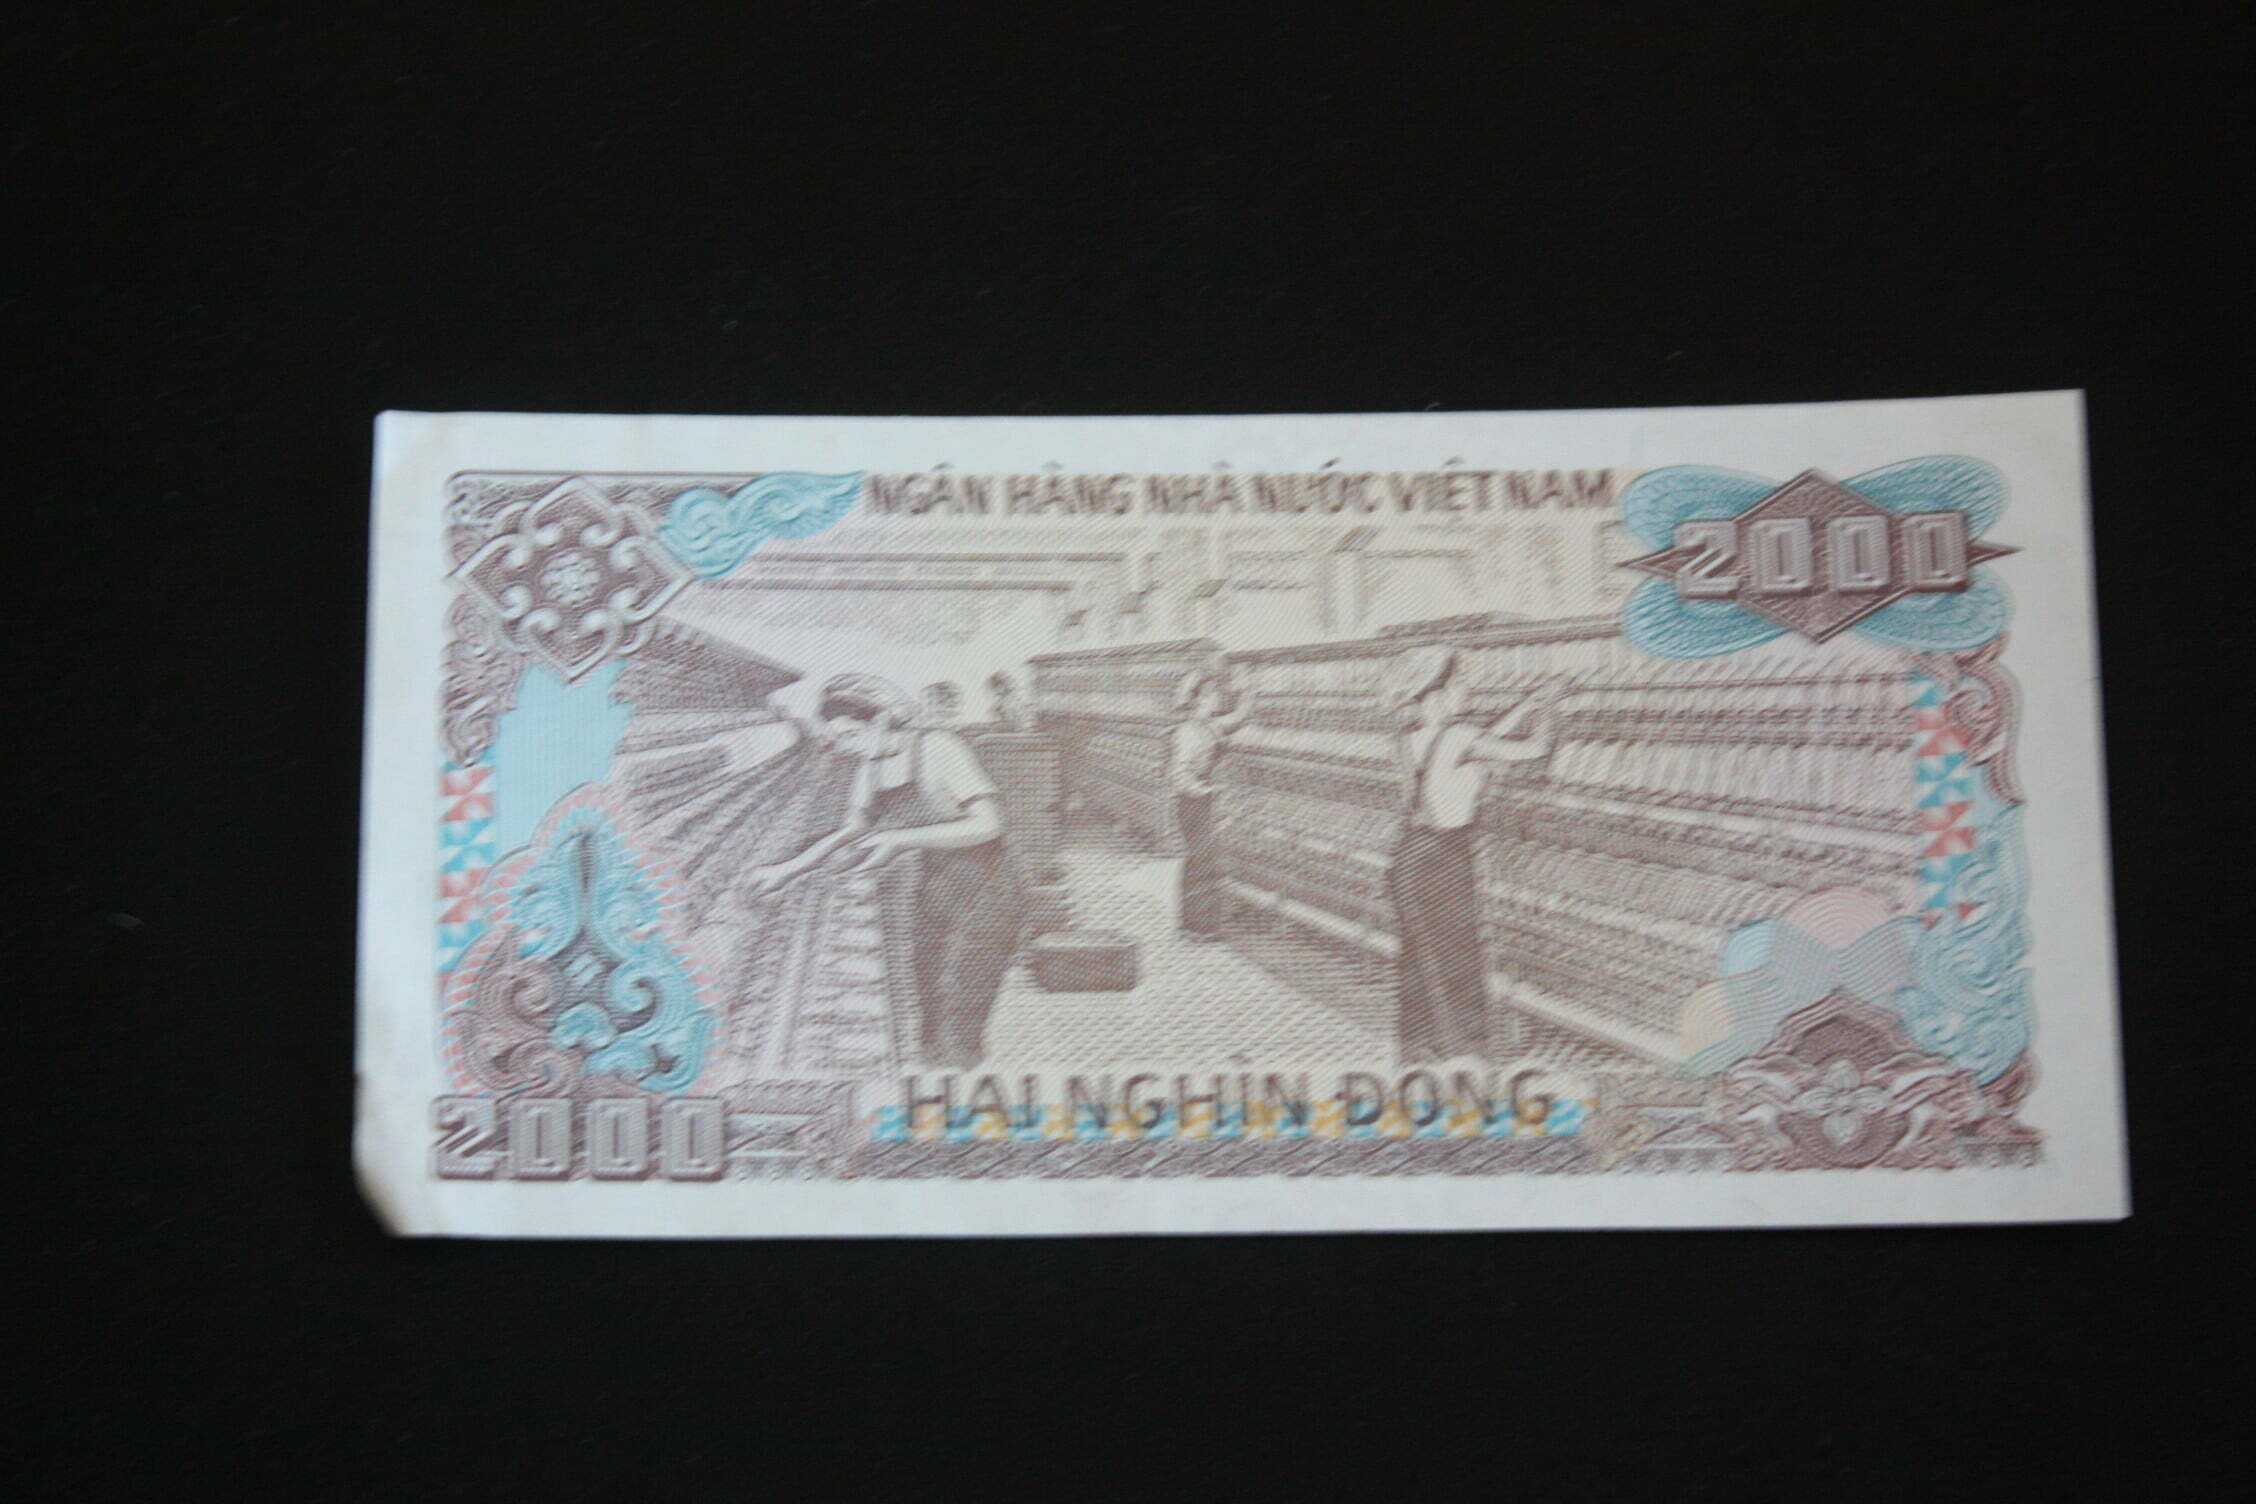 NGÂN HÀNG NHÀ NƯỚC VIỆT NAM
2000
HAI NGHÌN ĐỒNG
2000